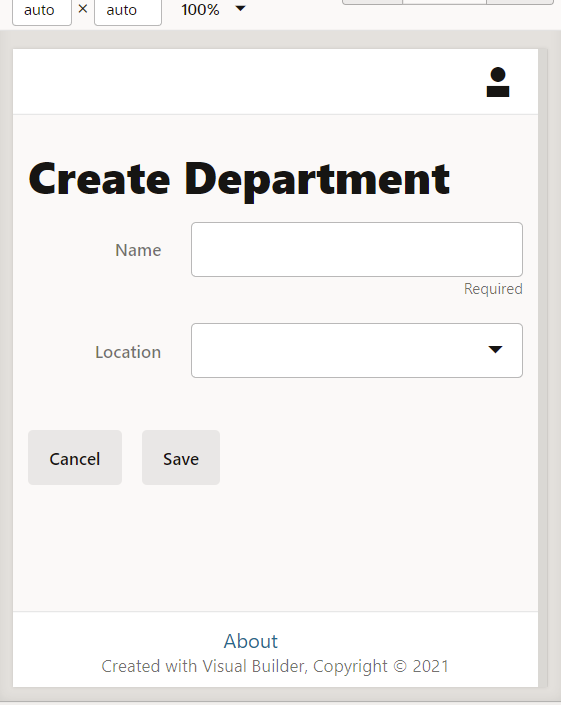 auto × auto 100%
Create Department
Name
Required
Location
Cancel Save
About
Created with Visual Builder, Copyright © 2021